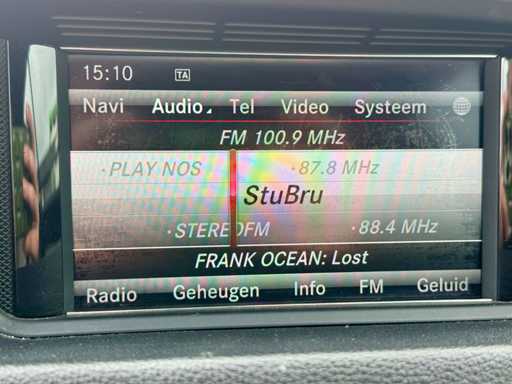 15:10 TA
Navi Audio Tel Video Systeem
FM 100.9 MHz
·PLAY NOS ·87.8 MHz
StuBru
·STEREOFM ·88.4 MHz
FRANK OCEAN: Lost
Radio Geheugen Info FM Geluid